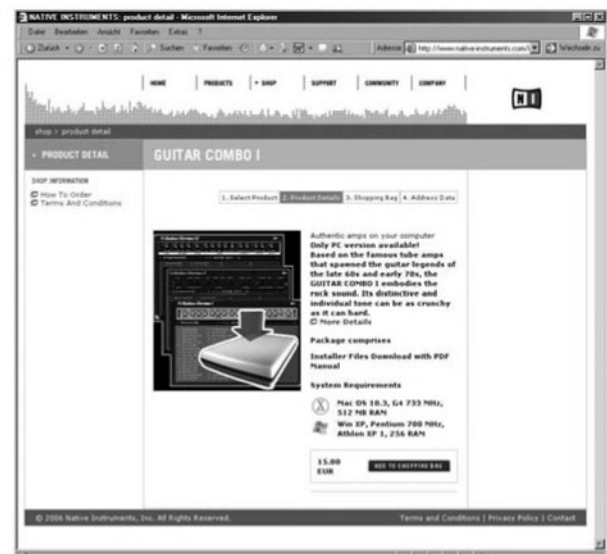 NATIVE INSTRUMENTS: product detail - Microsoft Internet Explorer
Datei Bearbeiten Ansicht Favoriten Extras ?
Zurück Suchen Favoriten Adresse http://www.native-instruments.com/ Wechseln zu
HOME PRODUCTS SHOP SUPPORT COMMUNITY COMPANY
NI
shop > product detail
PRODUCT DETAIL
GUITAR COMBO I
SHOP INFORMATION
How To Order
Terms And Conditions
1. Select Product 2. Product Details 3. Shopping Bag 4. Address Data
Authentic amps on your computer
Only PC version available!
Based on the famous tube amps
that spawned the guitar legends of
the late 60s and early 70s, the
GUITAR COMBO I embodies the
rock sound. Its distinctive and
individual tone can be as crunchy
as it can hard.
More Details
Package comprises
Installer Files Download with PDF
Manual
System Requirements
Mac OS 10.3, G4 733 MHz,
512 MB RAM
Win XP, Pentium 700 MHz,
Athlon XP 1, 256 RAM
15.00
EUR
ADD TO SHOPPING BAG
© 2006 Native Instruments, Inc. All Rights Reserved.
Terms and Conditions | Privacy Policy | Contact